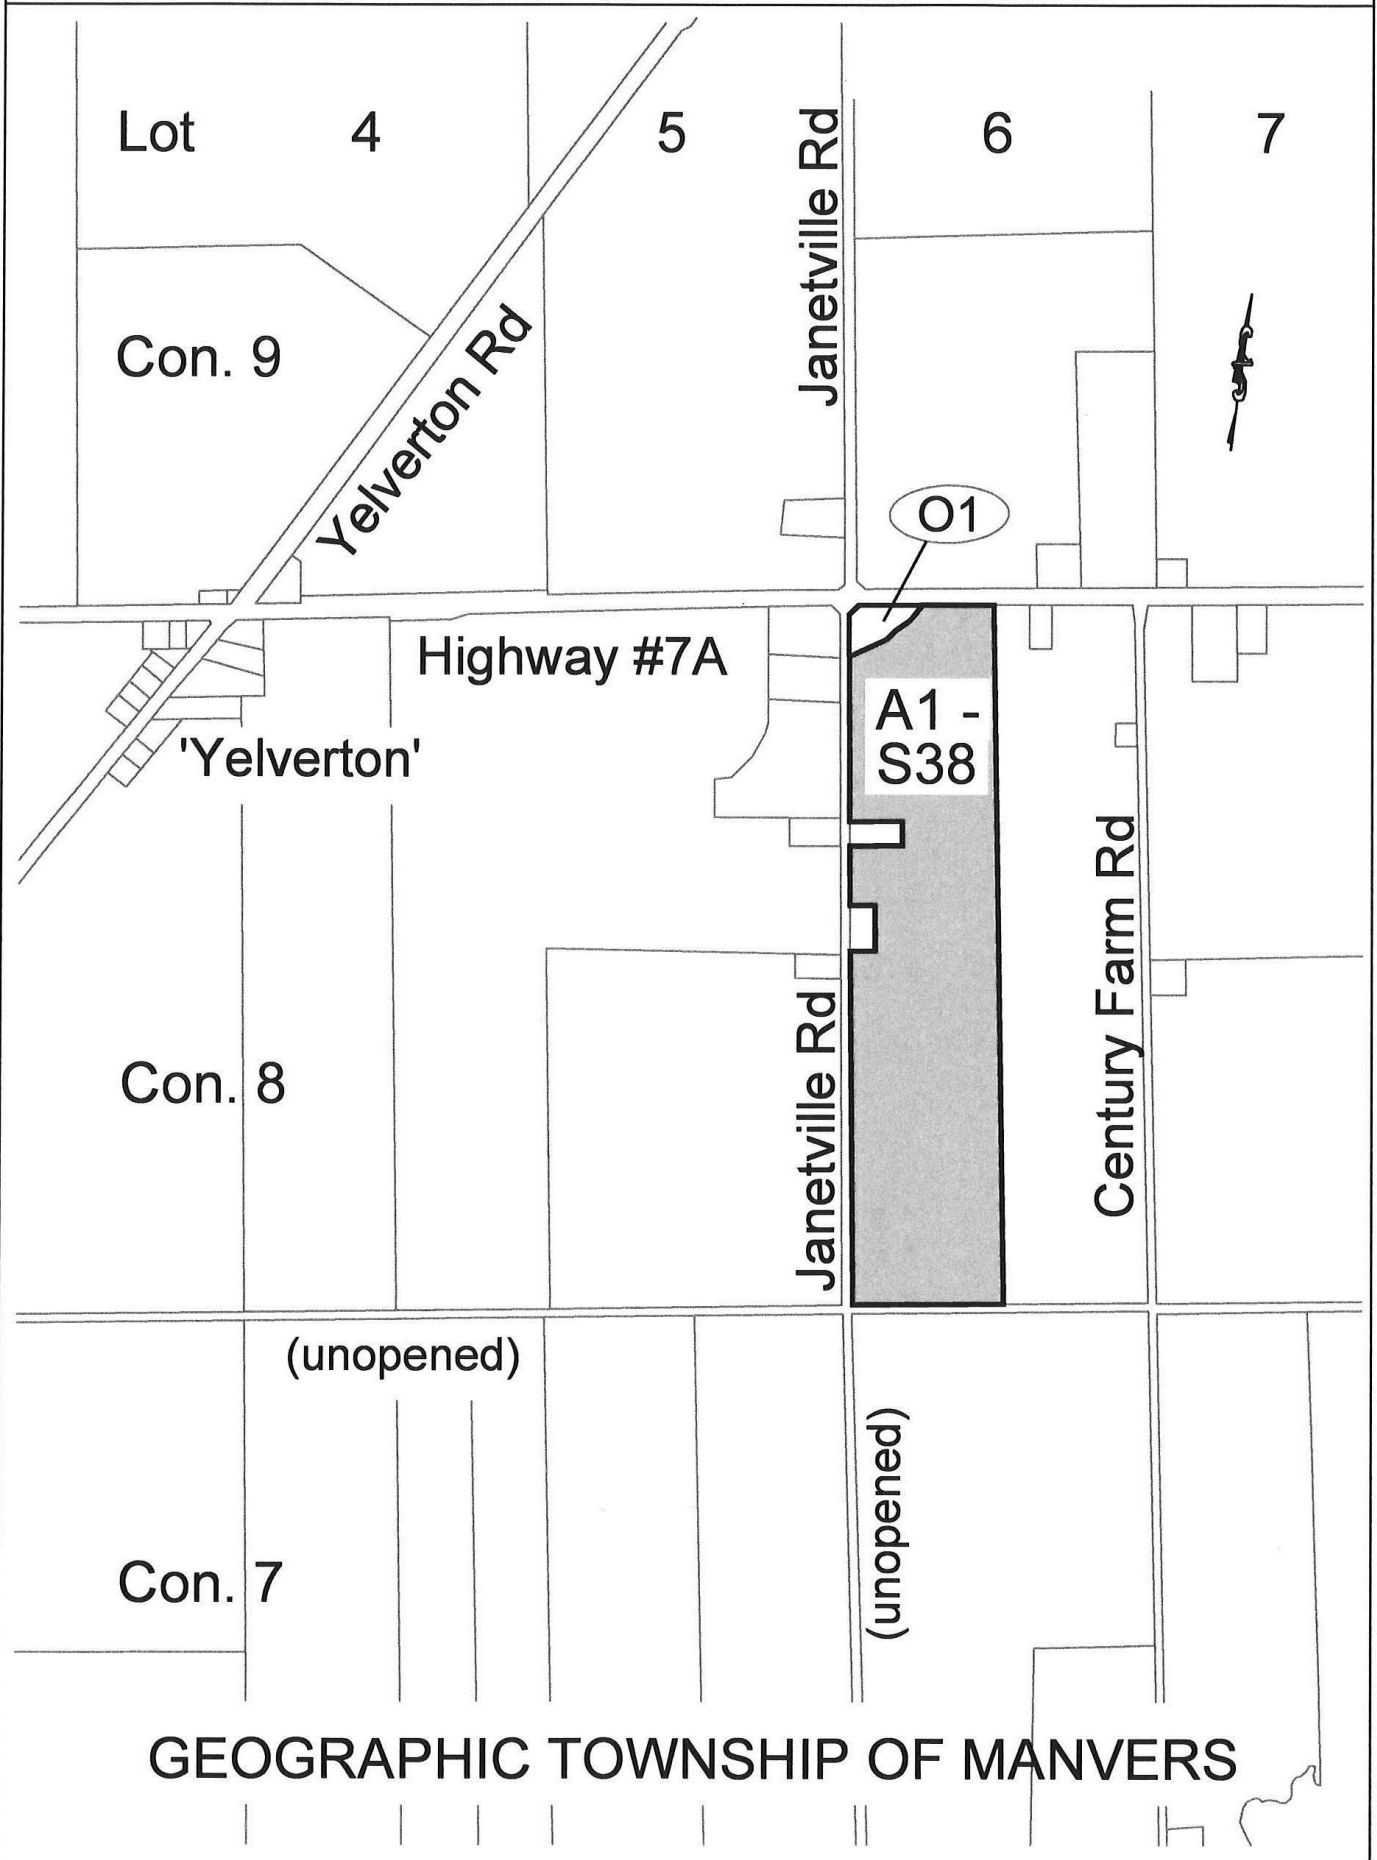 Lot 4 5 6 7
Janetville Rd
Con. 9
Yelverton Rd
O1
Highway #7A
A1 -
S38
'Yelverton'
Century Farm Rd
Janetville Rd
Con. 8
(unopened)
(unopened)
Con. 7
GEOGRAPHIC TOWNSHIP OF MANVERS